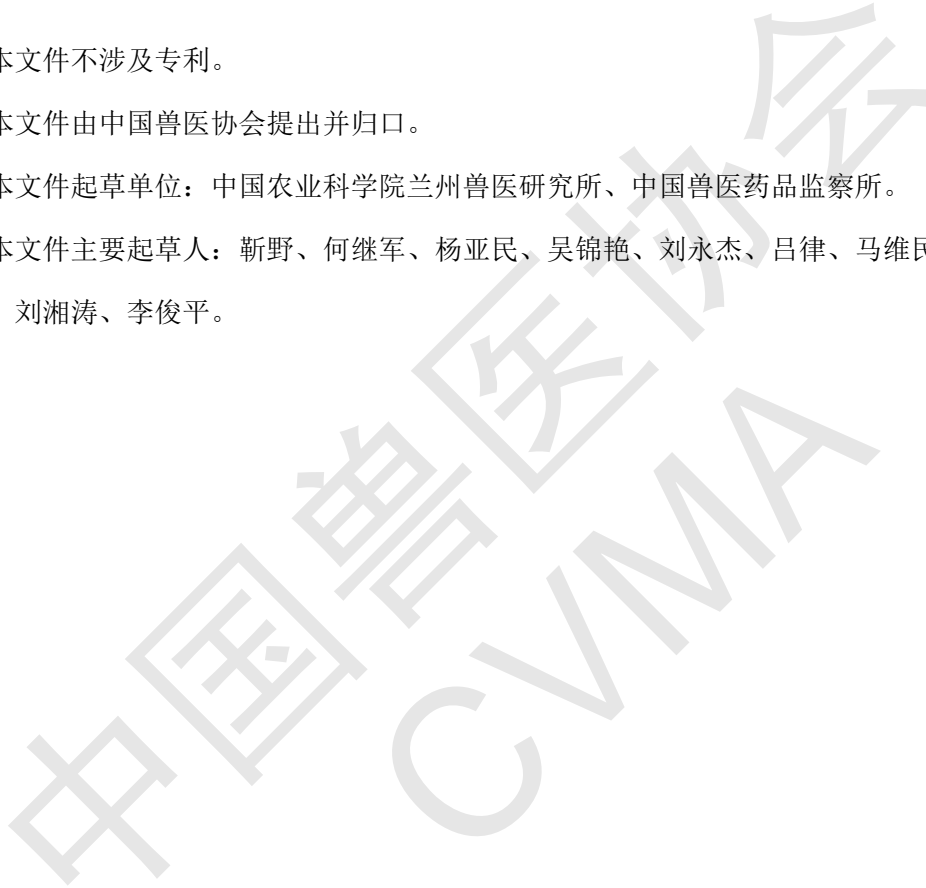 本文件不涉及专利。
本文件由中国兽医协会提出并归口。
本文件起草单位：中国农业科学院兰州兽医研究所、中国兽医药品监察所。
本文件主要起草人：靳野、何继军、杨亚民、吴锦艳、刘永杰、吕律、马维民
、刘湘涛、李俊平。
中国兽医协会
CVMA